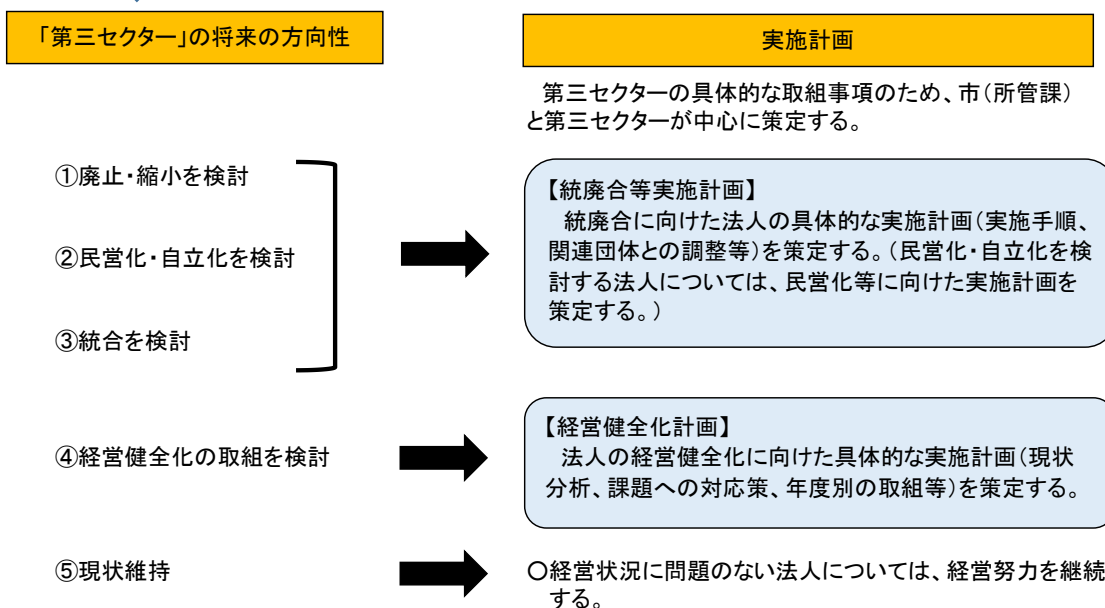 「第三セクター」の将来の方向性
実施計画
第三セクターの具体的な取組事項のため、市（所管課）
と第三セクターが中心に策定する。
①廃止・縮小を検討
②民営化・自立化を検討
③統合を検討
【統廃合等実施計画】
統廃合に向けた法人の具体的な実施計画（実施手順、
関連団体との調整等）を策定する。（民営化・自立化を検
討する法人については、民営化等に向けた実施計画を
策定する。）
④経営健全化の取組を検討
【経営健全化計画】
法人の経営健全化に向けた具体的な実施計画（現状
分析、課題への対応策、年度別の取組等）を策定する。
⑤現状維持
○経営状況に問題のない法人については、経営努力を継続
する。